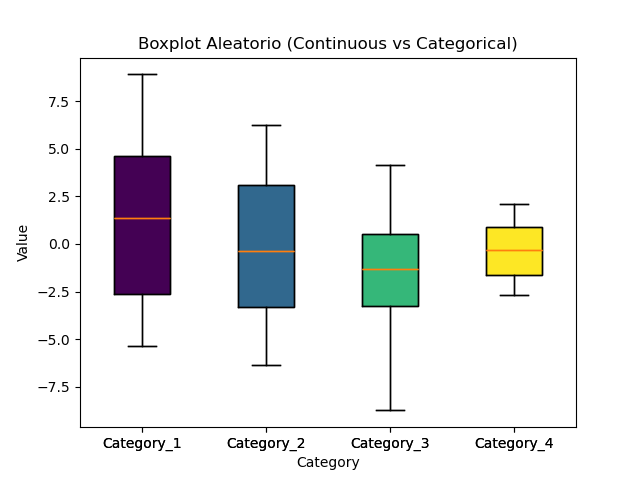 Boxplot Aleatorio (Continuous vs Categorical)
Value
7.5
5.0
2.5
0.0
−2.5
−5.0
−7.5
Category_1 Category_2 Category_3 Category_4
Category